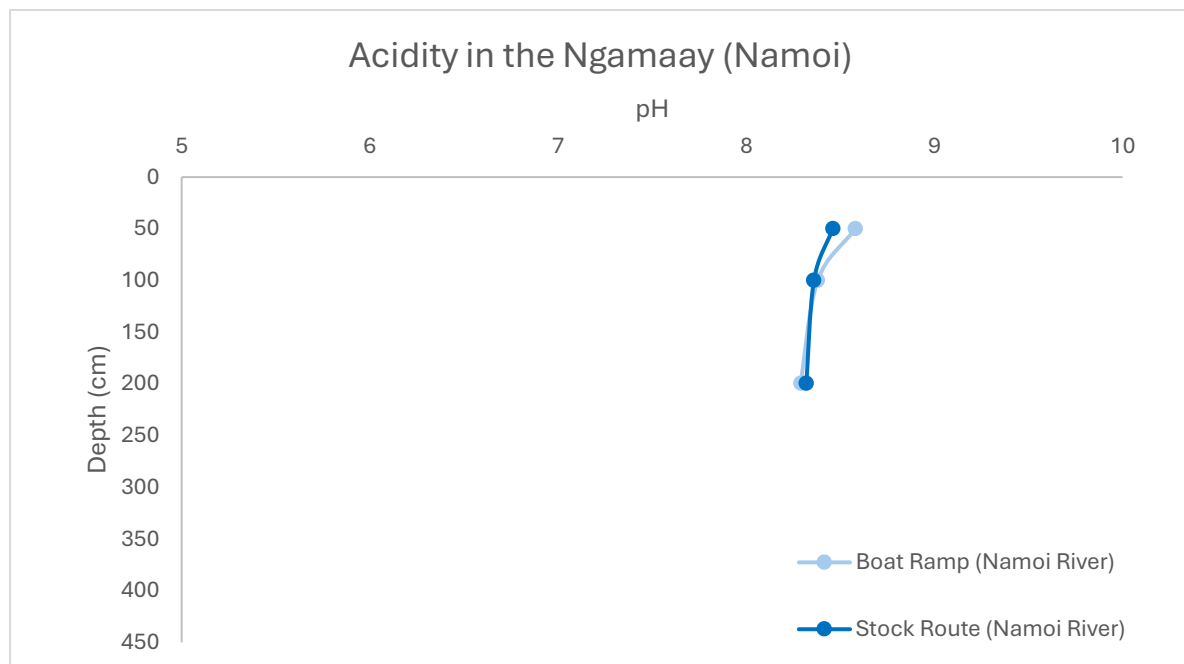 Acidity in the Ngamaay (Namoi)
pH
5 6 7 8 9 10
0
50
100
150
200
250
300
350
400
450
Depth (cm)
Boat Ramp (Namoi River)
Stock Route (Namoi River)